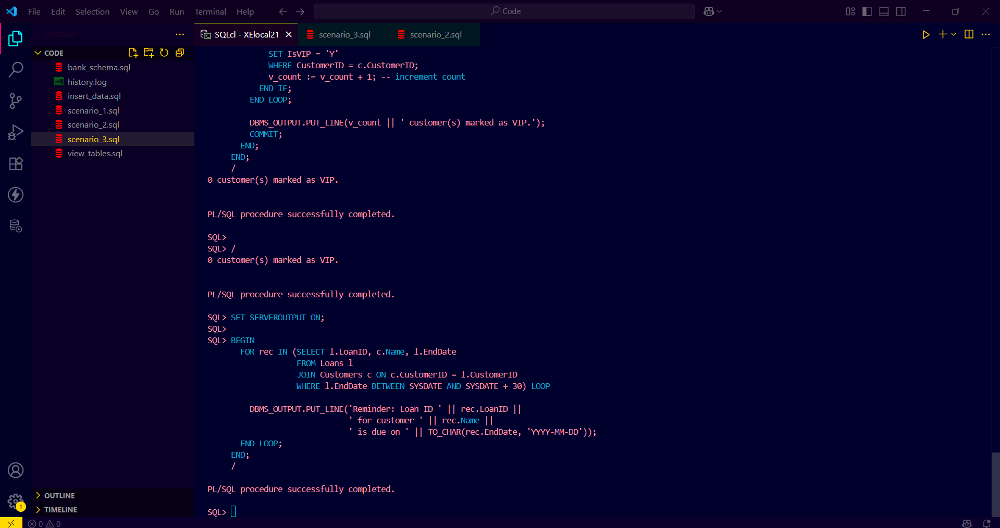 File Edit Selection View Go Run Terminal Help
Code
EXPLORER
SQLcl - XElocal21
scenario_3.sql
scenario_2.sql
CODE
bank_schema.sql
history.log
insert_data.sql
scenario_1.sql
scenario_2.sql
scenario_3.sql
view_tables.sql
SET IsVIP = 'Y'
WHERE CustomerID = c.CustomerID;
v_count := v_count + 1; -- increment count
END IF;
END LOOP;
DBMS_OUTPUT.PUT_LINE(v_count || ' customer(s) marked as VIP.');
COMMIT;
END;
END;
/
0 customer(s) marked as VIP.
PL/SQL procedure successfully completed.
SQL>
SQL> /
0 customer(s) marked as VIP.
PL/SQL procedure successfully completed.
SQL> SET SERVEROUTPUT ON;
SQL>
SQL> BEGIN
FOR rec IN (SELECT l.LoanID, c.Name, l.EndDate
FROM Loans l
JOIN Customers c ON c.CustomerID = l.CustomerID
WHERE l.EndDate BETWEEN SYSDATE AND SYSDATE + 30) LOOP
DBMS_OUTPUT.PUT_LINE('Reminder: Loan ID ' || rec.LoanID ||
' for customer ' || rec.Name ||
' is due on ' || TO_CHAR(rec.EndDate, 'YYYY-MM-DD'));
END LOOP;
END;
/
PL/SQL procedure successfully completed.
SQL>
OUTLINE
TIMELINE
1
0 0